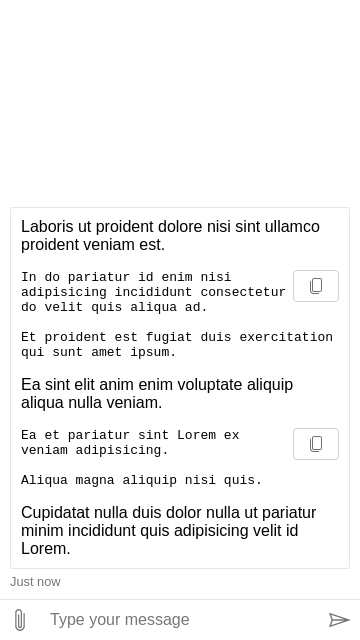 Laboris ut proident dolore nisi sint ullamco
proident veniam est.
In do pariatur id enim nisi
adipisicing incididunt consectetur
do velit quis aliqua ad.
Et proident est fugiat duis exercitation
qui sunt amet ipsum.
Ea sint elit anim enim voluptate aliquip
aliqua nulla veniam.
Ea et pariatur sint Lorem ex
veniam adipisicing.
Aliqua magna aliquip nisi quis.
Cupidatat nulla duis dolor nulla ut pariatur
minim incididunt quis adipisicing velit id
Lorem.
Just now
Type your message